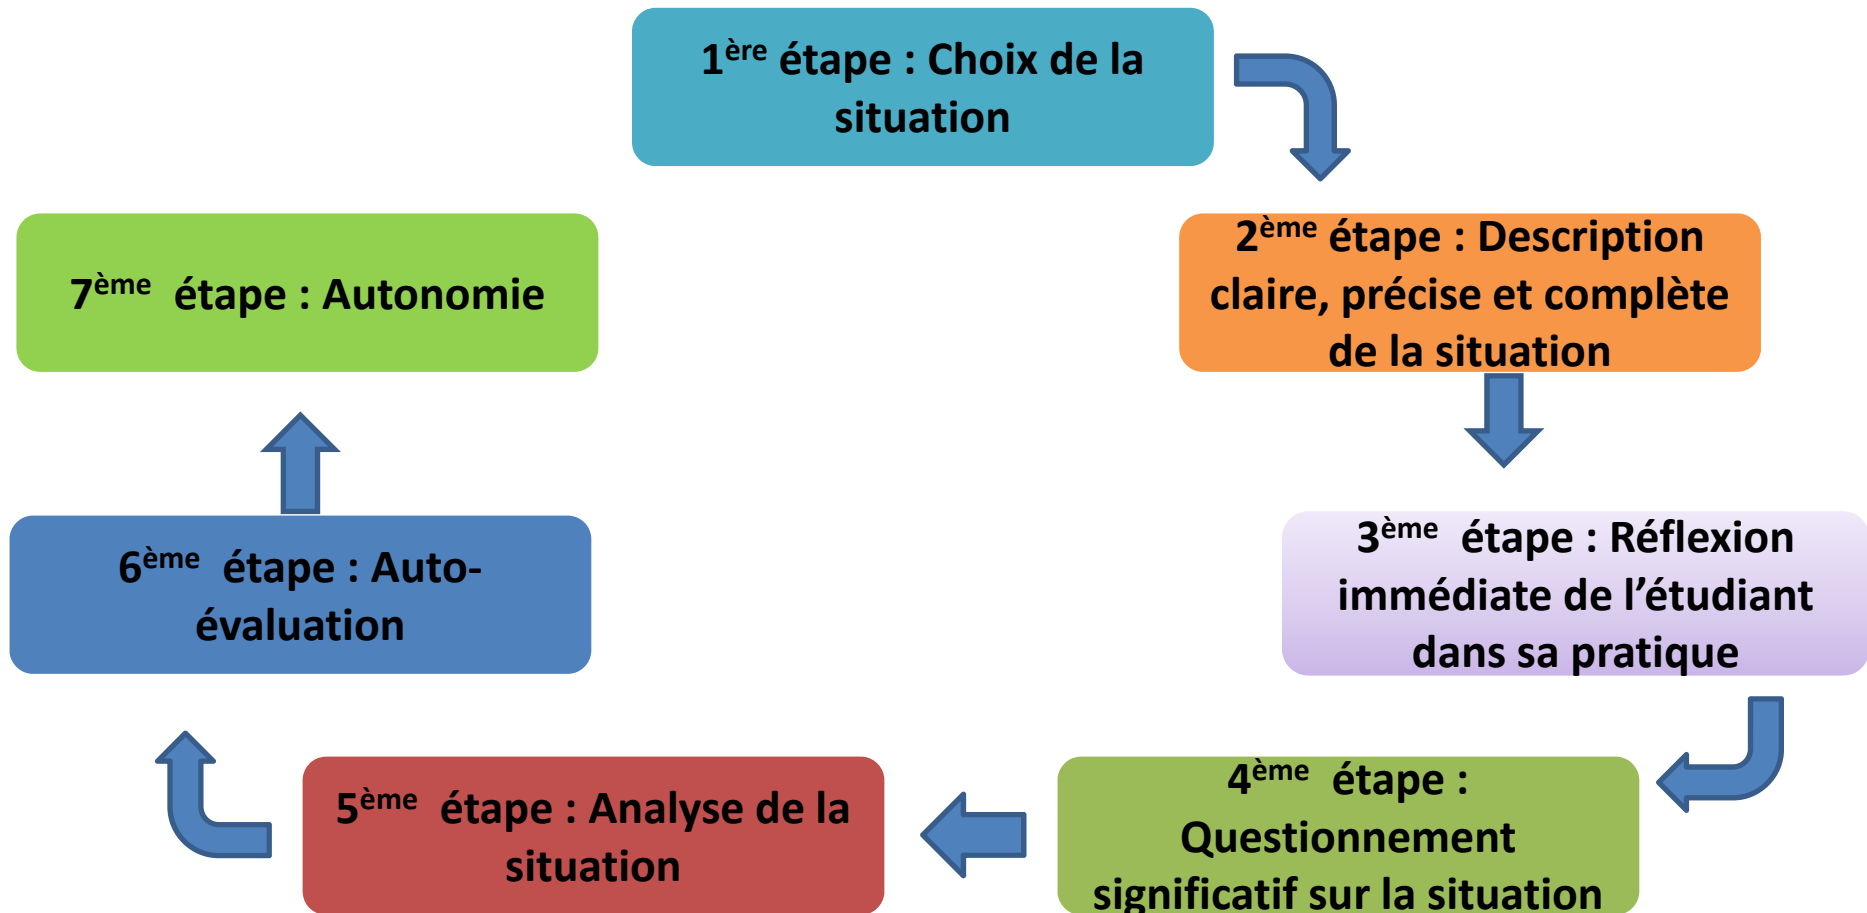 1ère étape : Choix de la
situation
2ème étape : Description
claire, précise et complète
de la situation
3ème étape : Réflexion
immédiate de l’étudiant
dans sa pratique
4ème étape :
Questionnement
significatif sur la situation
5ème étape : Analyse de la
situation
6ème étape : Auto-
évaluation
7ème étape : Autonomie